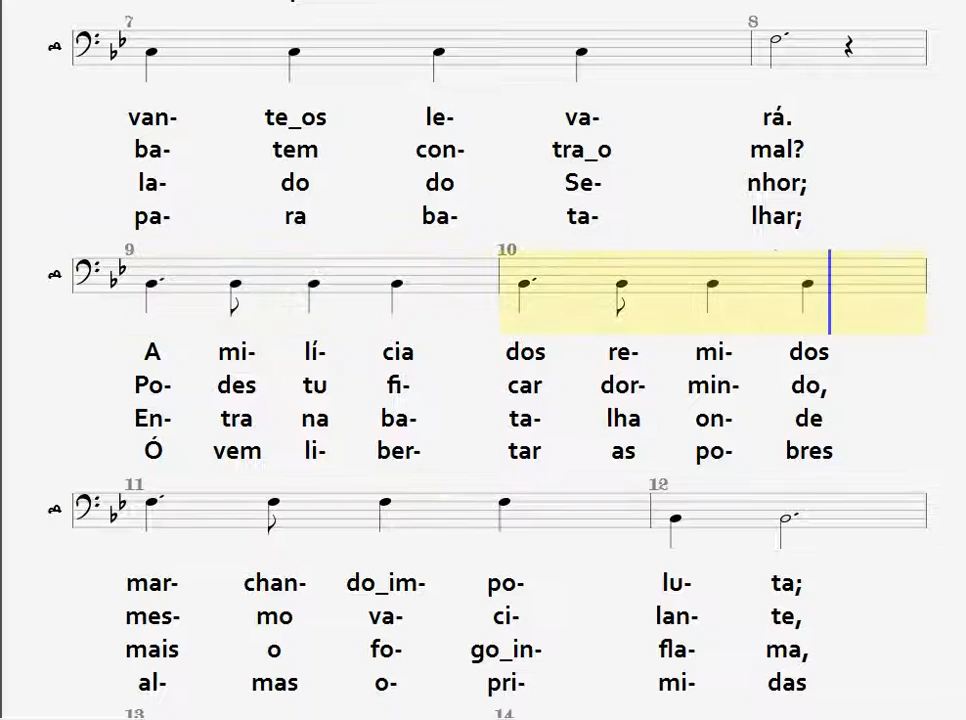 7 8
van- te_os le- va- rá.
ba- tem con- tra_o mal?
la- do do Se- nhor;
pa- ra ba- ta- lhar;
9 10
A mi- lí- cia dos re- mi- dos
Po- des tu fi- car dor- min- do,
En- tra na ba- ta- lha on- de
Ó vem li- ber- tar as po- bres
11 12
mar- chan- do_im- po- lu- ta;
mes- mo va- ci- lan- te,
mais o fo- go_in- fla- ma,
al- mas o- pri- mi- das
13 14